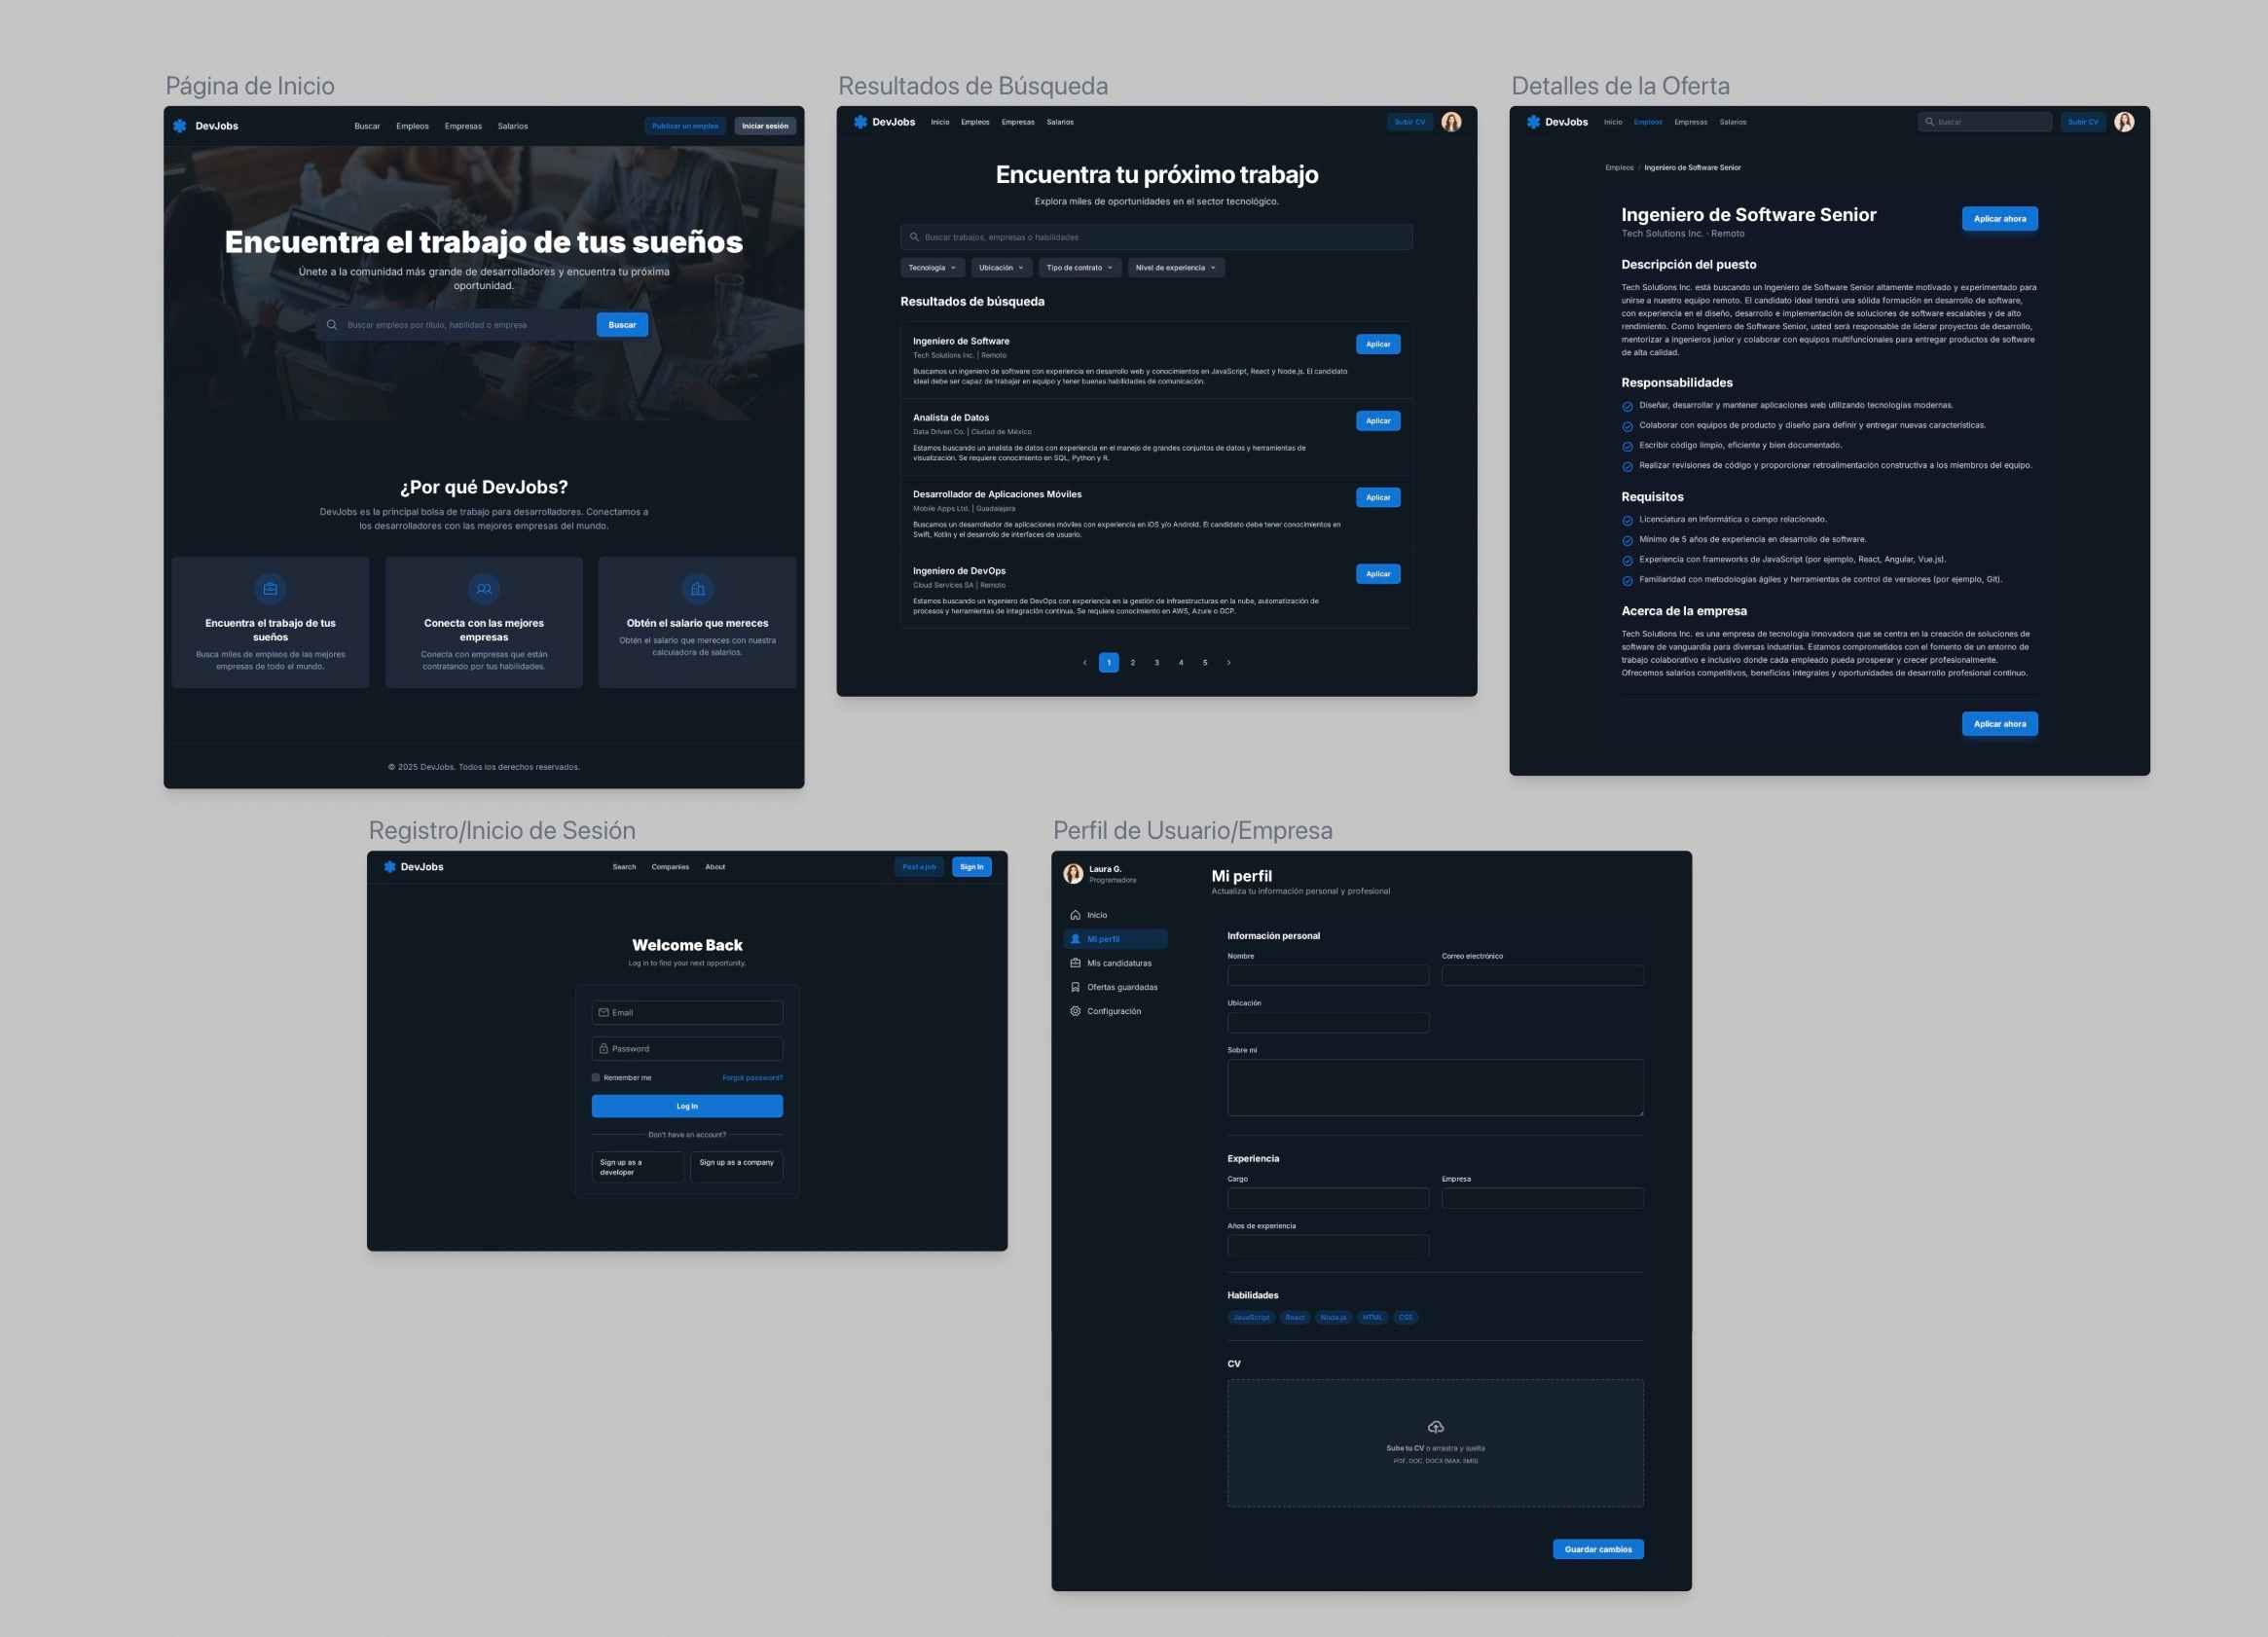 Página de Inicio
DevJobs
Buscar Empleos Empresas Salarios
Publicar un empleo
Iniciar sesión
Encuentra el trabajo de tus sueños
Únete a la comunidad más grande de desarrolladores y encuentra tu próxima
oportunidad.
Buscar empleos por título, habilidad o empresa
Buscar
¿Por qué DevJobs?
DevJobs es la principal bolsa de trabajo para desarrolladores. Conectamos a
los desarrolladores con las mejores empresas del mundo.
Encuentra el trabajo de tus
sueños
Busca miles de empleos de las mejores
empresas de todo el mundo.
Conecta con las mejores
empresas
Conecta con empresas que están
contratando por tus habilidades.
Obtén el salario que mereces
Obtén el salario que mereces con nuestra
calculadora de salarios.
© 2025 DevJobs. Todos los derechos reservados.
Resultados de Búsqueda
DevJobs
Inicio Empleos Empresas Salarios
Subir CV
Encuentra tu próximo trabajo
Explora miles de oportunidades en el sector tecnológico.
Buscar trabajos, empresas o habilidades
Tecnología
Ubicación
Tipo de contrato
Nivel de experiencia
Resultados de búsqueda
Ingeniero de Software
Tech Solutions Inc. | Remoto
Buscamos un ingeniero de software con experiencia en desarrollo web y conocimientos en JavaScript, React y Node.js. El candidato
ideal debe ser capaz de trabajar en equipo y tener buenas habilidades de comunicación.
Aplicar
Analista de Datos
Data Driven Co. | Ciudad de México
Estamos buscando un analista de datos con experiencia en el manejo de grandes conjuntos de datos y herramientas de
visualización. Se requiere conocimiento en SQL, Python y R.
Aplicar
Desarrollador de Aplicaciones Móviles
Mobile Apps Ltd. | Guadalajara
Buscamos un desarrollador de aplicaciones móviles con experiencia en iOS y/o Android. El candidato debe tener conocimientos en
Swift, Kotlin y el desarrollo de interfaces de usuario.
Aplicar
Ingeniero de DevOps
Cloud Services SA | Remoto
Estamos buscando un ingeniero de DevOps con experiencia en la gestión de infraestructuras en la nube, automatización de
procesos y herramientas de integración continua. Se requiere conocimiento en AWS, Azure o GCP.
Aplicar
1 2 3 4 5
Detalles de la Oferta
DevJobs
Inicio Empleos Empresas Salarios
Buscar
Subir CV
Empleos / Ingeniero de Software Senior
Ingeniero de Software Senior
Tech Solutions Inc. · Remoto
Aplicar ahora
Descripción del puesto
Tech Solutions Inc. está buscando un Ingeniero de Software Senior altamente motivado y experimentado para
unirse a nuestro equipo remoto. El candidato ideal tendrá una sólida formación en desarrollo de software,
con experiencia en el diseño, desarrollo e implementación de soluciones de software escalables y de alto
rendimiento. Como Ingeniero de Software Senior, usted será responsable de liderar proyectos de desarrollo,
mentorizar a ingenieros junior y colaborar con equipos multifuncionales para entregar productos de software
de alta calidad.
Responsabilidades
Diseñar, desarrollar y mantener aplicaciones web utilizando tecnologías modernas.
Colaborar con equipos de producto y diseño para definir y entregar nuevas características.
Escribir código limpio, eficiente y bien documentado.
Realizar revisiones de código y proporcionar retroalimentación constructiva a los miembros del equipo.
Requisitos
Licenciatura en Informática o campo relacionado.
Mínimo de 5 años de experiencia en desarrollo de software.
Experiencia con frameworks de JavaScript (por ejemplo, React, Angular, Vue.js).
Familiaridad con metodologías ágiles y herramientas de control de versiones (por ejemplo, Git).
Acerca de la empresa
Tech Solutions Inc. es una empresa de tecnología innovadora que se centra en la creación de soluciones de
software de vanguardia para diversas industrias. Estamos comprometidos con el fomento de un entorno de
trabajo colaborativo e inclusivo donde cada empleado pueda prosperar y crecer profesionalmente.
Ofrecemos salarios competitivos, beneficios integrales y oportunidades de desarrollo profesional continuo.
Aplicar ahora
Registro/Inicio de Sesión
DevJobs
Search Companies About
Post a job
Sign In
Welcome Back
Log in to find your next opportunity.
Email
Password
Remember me
Forgot password?
Log In
Don't have an account?
Sign up as a
developer
Sign up as a company
Perfil de Usuario/Empresa
Laura G.
Programadora
Inicio
Mi perfil
Mis candidaturas
Ofertas guardadas
Configuración
Mi perfil
Actualiza tu información personal y profesional
Información personal
Nombre
Correo electrónico
Ubicación
Sobre mí
Experiencia
Cargo
Empresa
Años de experiencia
Habilidades
JavaScript React Node.js HTML CSS
CV
Sube tu CV o arrastra y suelta
PDF, DOC, DOCX (MAX. 5MB)
Guardar cambios